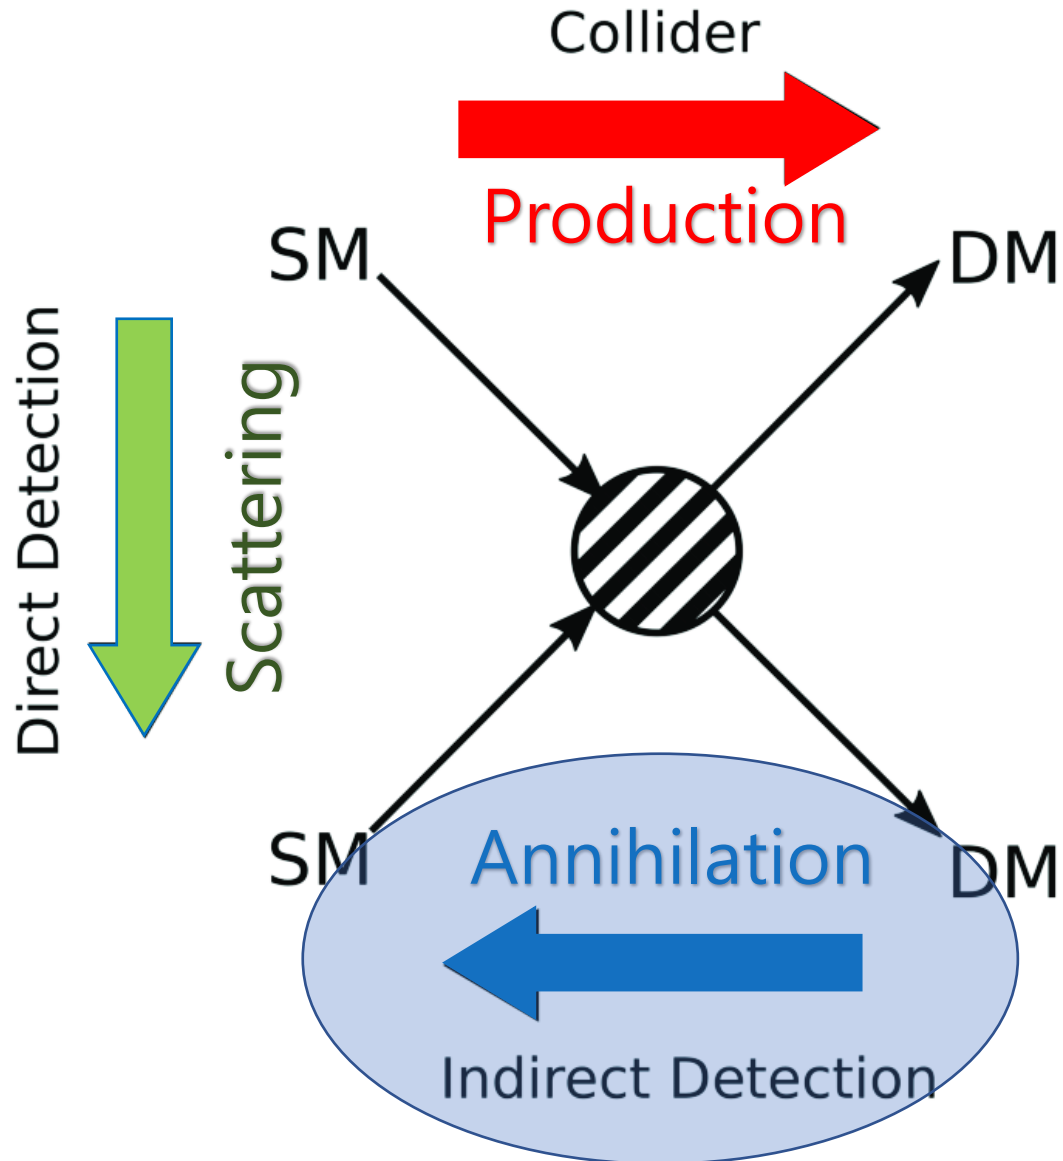 Collider
Production
SM
DM
Direct Detection
Scattering
SM
Annihilation
DM
Indirect Detection